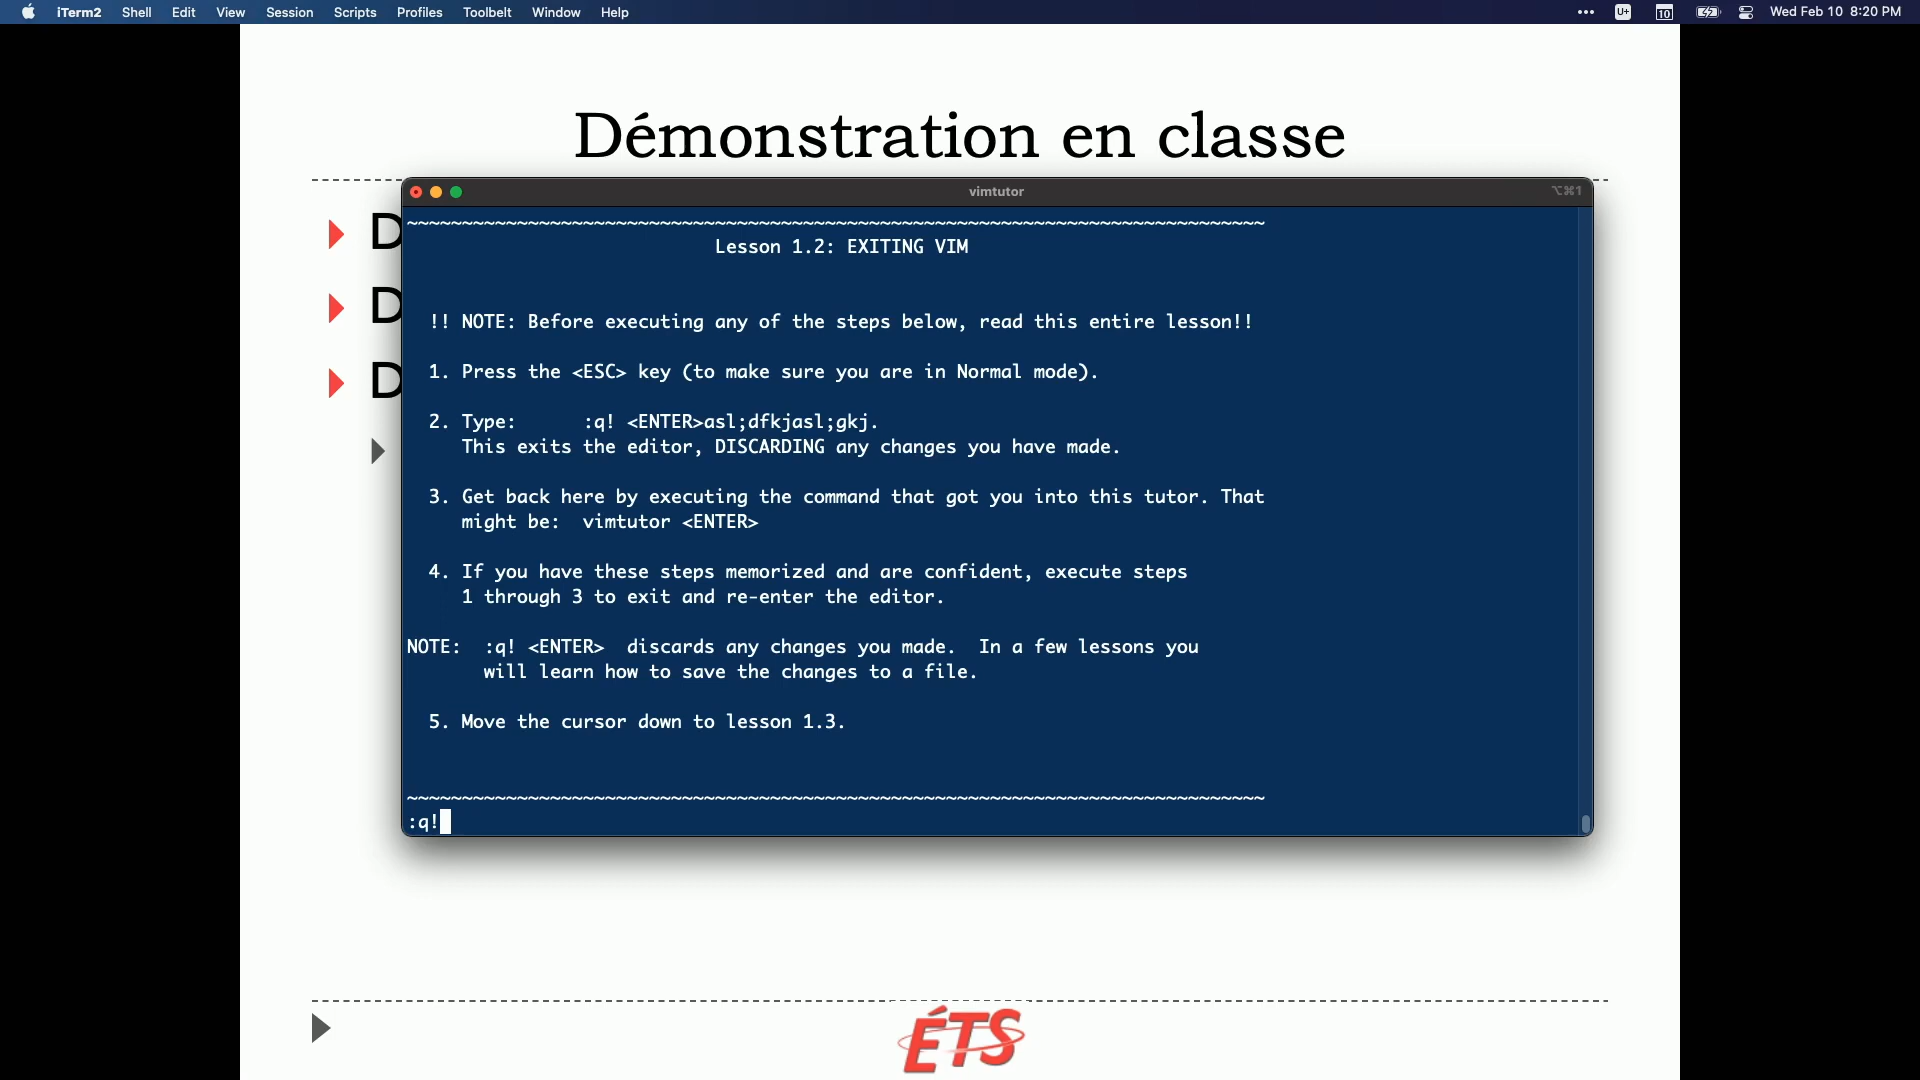 iTerm2 Shell Edit View Session Scripts Profiles Toolbelt Window Help ••• U+ 10 Wed Feb 10 8:20 PM
Démonstration en classe
vimtutor ⌥⌘1
~~~~~~~~~~~~~~~~~~~~~~~~~~~~~~~~~~~~~~~~~~~~~~~~~~~~~~~~~~~~~~~~~~~~~~~~~~~~~~
Lesson 1.2: EXITING VIM
!! NOTE: Before executing any of the steps below, read this entire lesson!!
1. Press the <ESC> key (to make sure you are in Normal mode).
2. Type: :q! <ENTER>asl;dfkjasl;gkj.
This exits the editor, DISCARDING any changes you have made.
3. Get back here by executing the command that got you into this tutor. That
might be: vimtutor <ENTER>
4. If you have these steps memorized and are confident, execute steps
1 through 3 to exit and re-enter the editor.
NOTE: :q! <ENTER> discards any changes you made. In a few lessons you
will learn how to save the changes to a file.
5. Move the cursor down to lesson 1.3.
~~~~~~~~~~~~~~~~~~~~~~~~~~~~~~~~~~~~~~~~~~~~~~~~~~~~~~~~~~~~~~~~~~~~~~~~~~~~~~
:q!
D
D
D
ÉTS